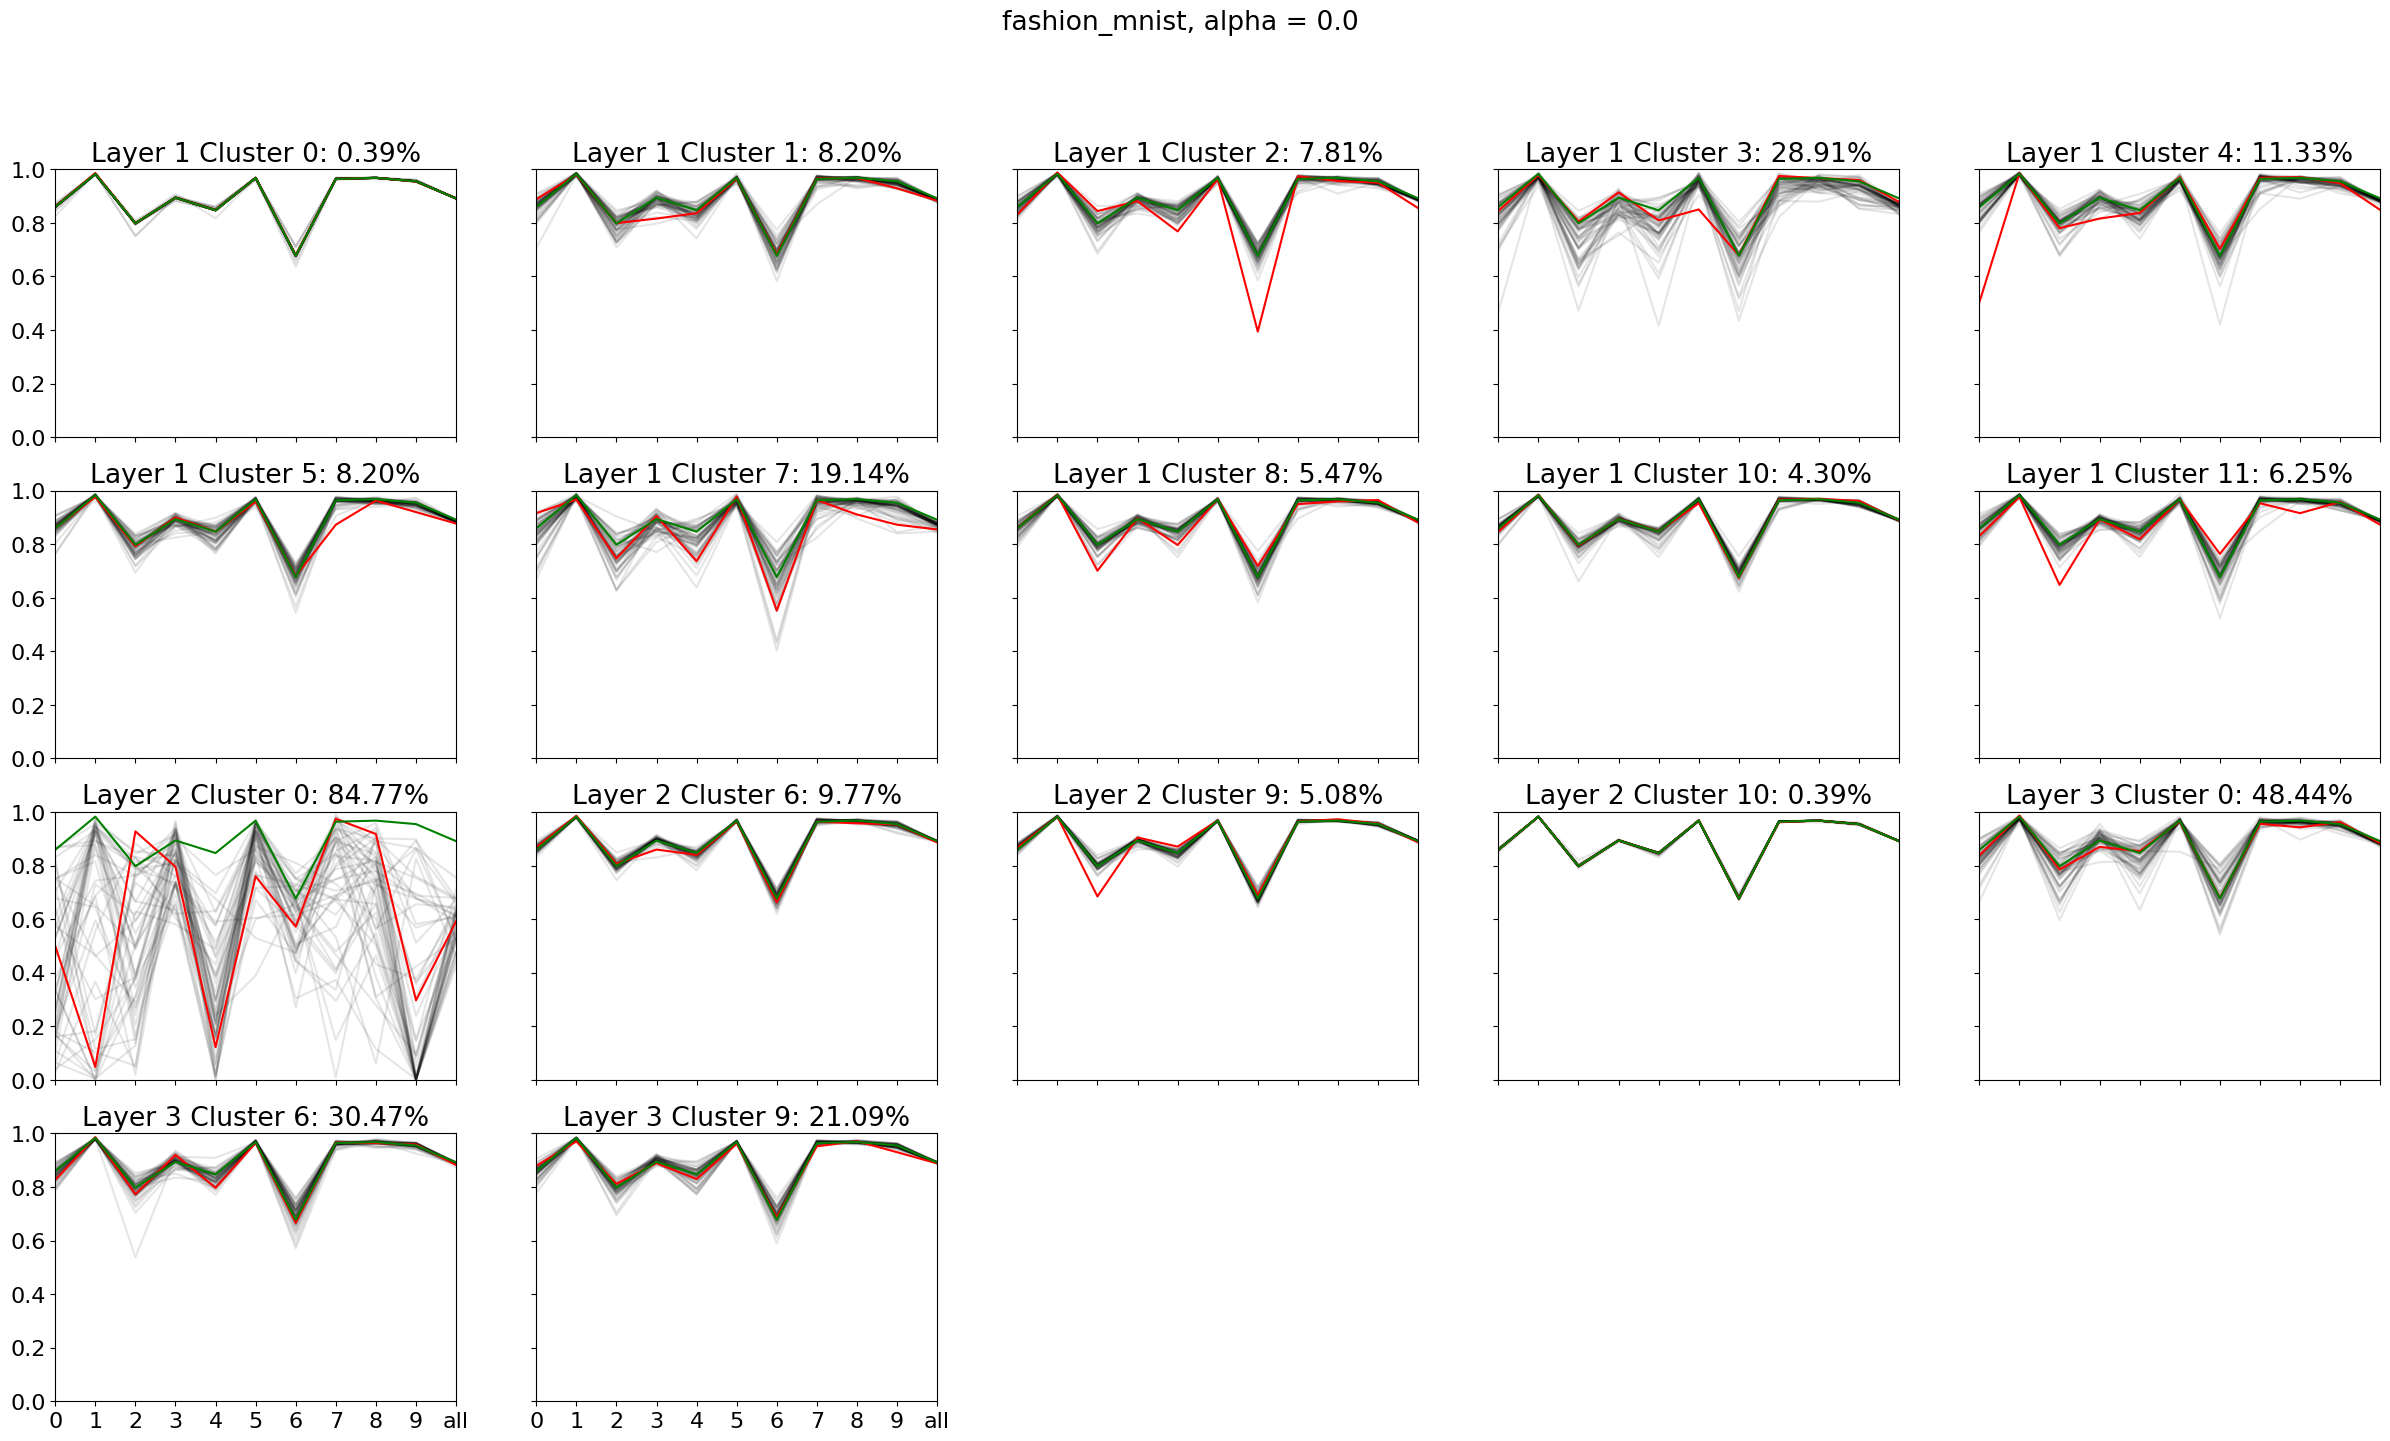 fashion_mnist, alpha = 0.0
Layer 1 Cluster 0: 0.39%
Layer 1 Cluster 1: 8.20%
Layer 1 Cluster 2: 7.81%
Layer 1 Cluster 3: 28.91%
Layer 1 Cluster 4: 11.33%
1.0
0.8
0.6
0.4
0.2
0.0
Layer 1 Cluster 5: 8.20%
Layer 1 Cluster 7: 19.14%
Layer 1 Cluster 8: 5.47%
Layer 1 Cluster 10: 4.30%
Layer 1 Cluster 11: 6.25%
1.0
0.8
0.6
0.4
0.2
0.0
Layer 2 Cluster 0: 84.77%
Layer 2 Cluster 6: 9.77%
Layer 2 Cluster 9: 5.08%
Layer 2 Cluster 10: 0.39%
Layer 3 Cluster 0: 48.44%
1.0
0.8
0.6
0.4
0.2
0.0
Layer 3 Cluster 6: 30.47%
Layer 3 Cluster 9: 21.09%
1.0
0.8
0.6
0.4
0.2
0.0
0 1 2 3 4 5 6 7 8 9 all
0 1 2 3 4 5 6 7 8 9 all